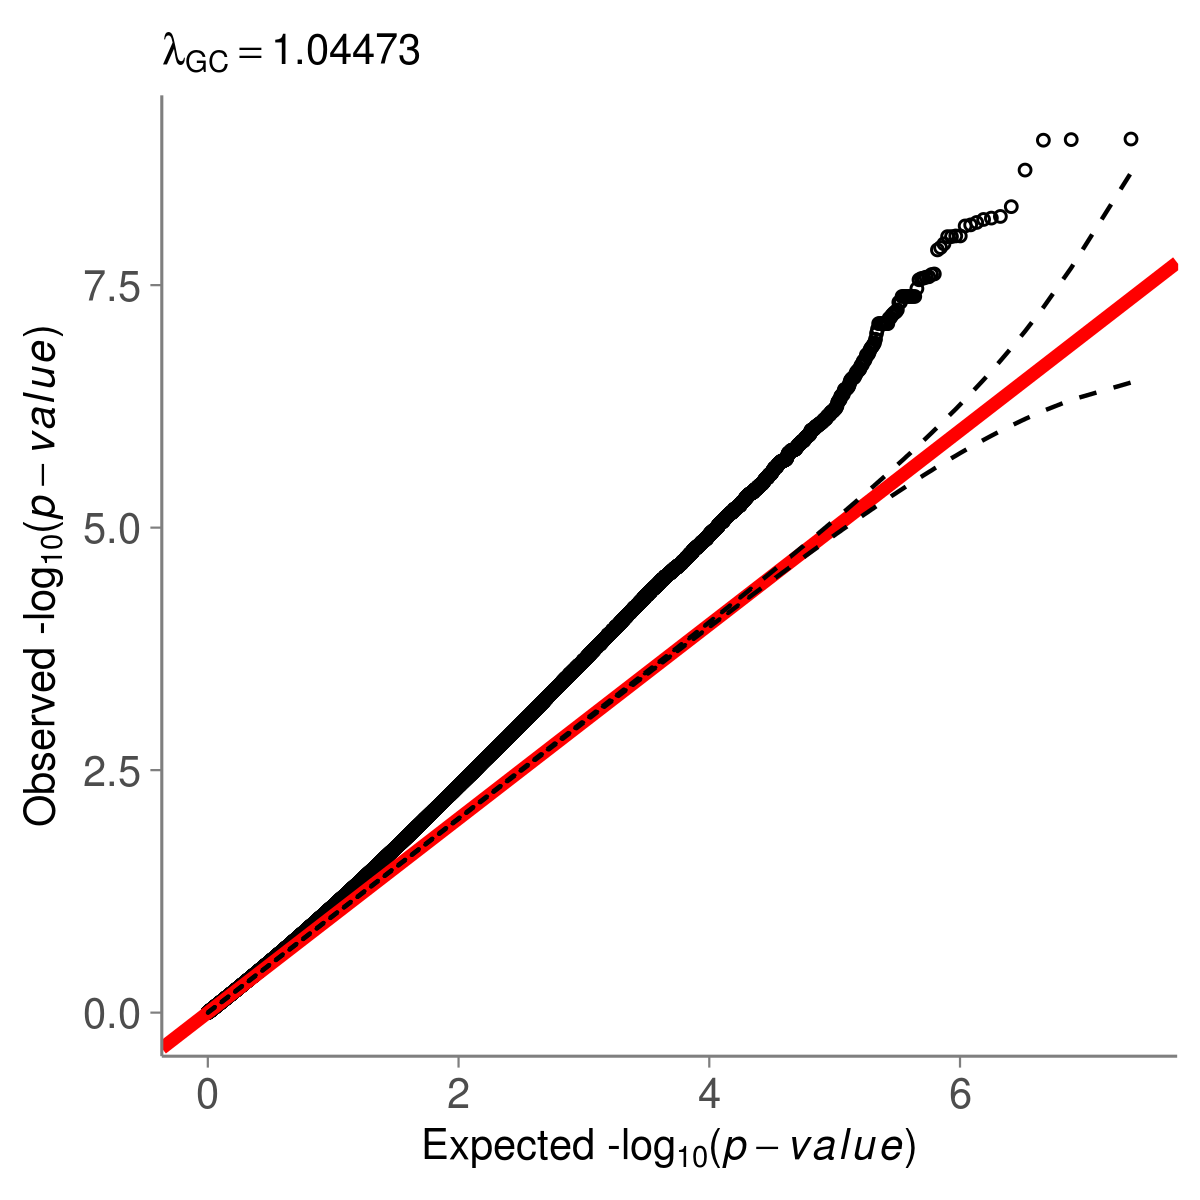 λGC = 1.04473
7.5
5.0
2.5
0.0
Observed -log10(p − value)
0 2 4 6
Expected -log10(p − value)